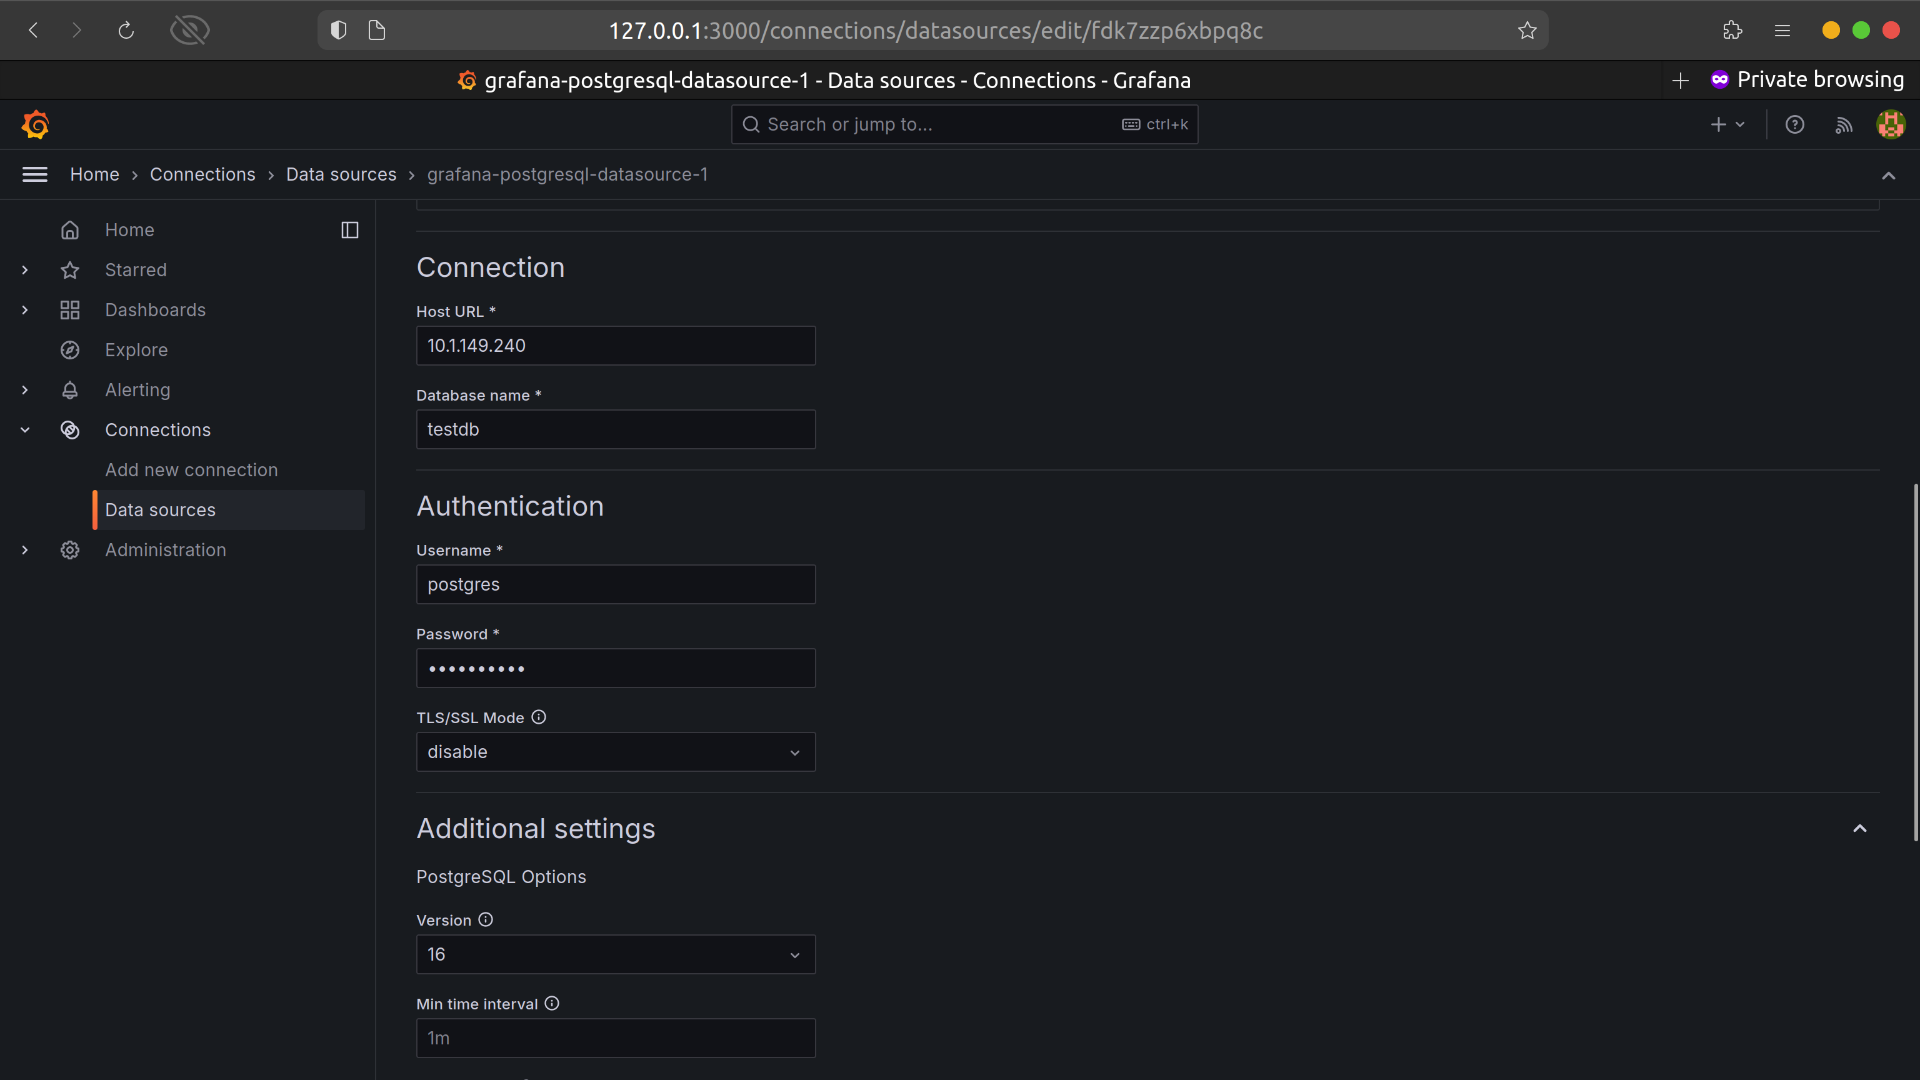 127.0.0.1:3000/connections/datasources/edit/fdk7zzp6xbpq8c
grafana-postgresql-datasource-1 - Data sources - Connections - Grafana
Private browsing
Search or jump to...
ctrl+k
Home
Connections
Data sources
grafana-postgresql-datasource-1
Home
Starred
Dashboards
Explore
Alerting
Connections
Add new connection
Data sources
Administration
Connection
Host URL *
10.1.149.240
Database name *
testdb
Authentication
Username *
postgres
Password *
••••••••••
TLS/SSL Mode
disable
Additional settings
PostgreSQL Options
Version
16
Min time interval
1m